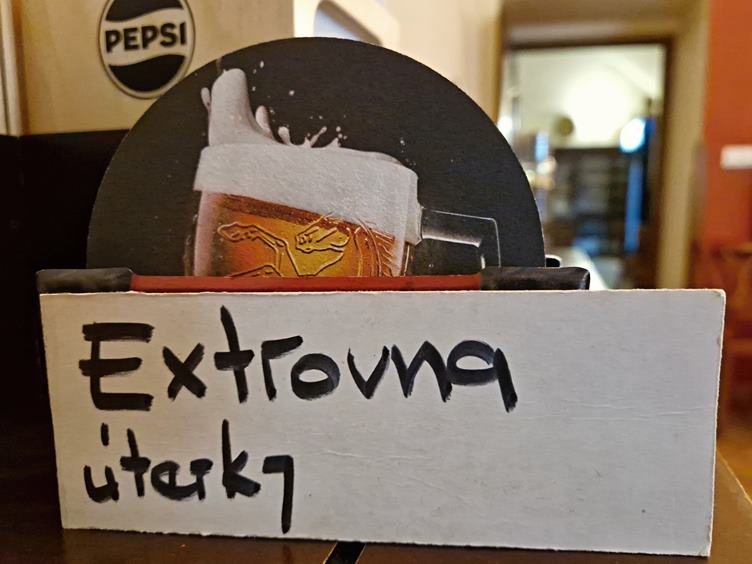 PEPSI
Extrovna
úterky